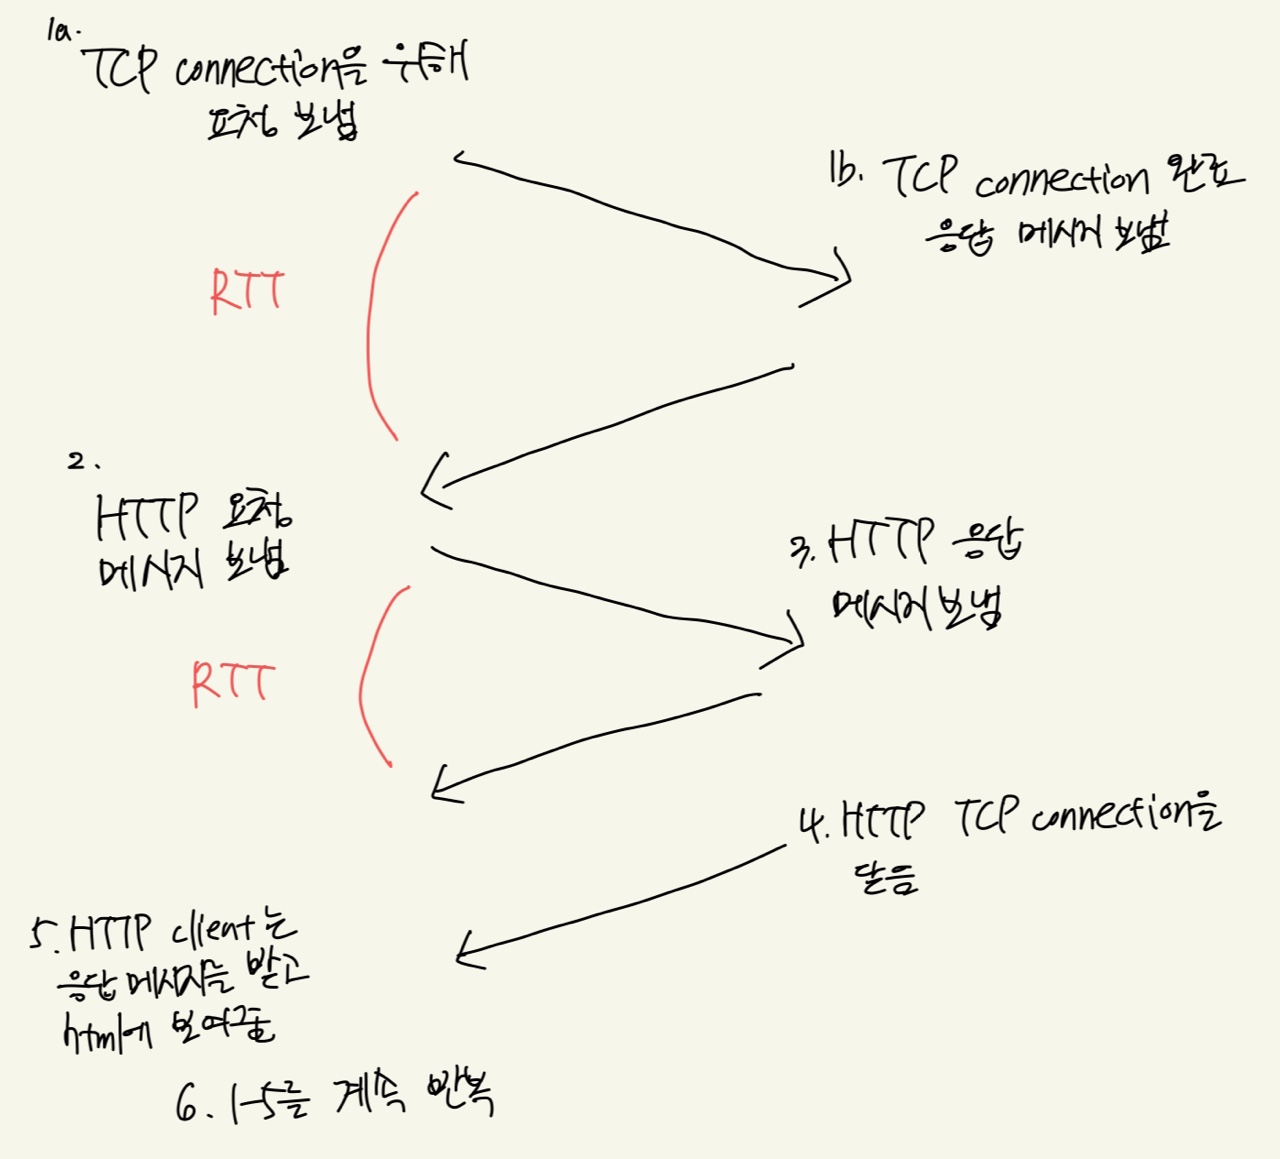 1a.
TCP connection을 위해
요청 보냄
1b. TCP connection 완료
응답 메시지 보냄
RTT
2.
HTTP 요청
메시지 보냄
3. HTTP 응답
메시지 보냄
RTT
4. HTTP TCP connection을
닫음
5. HTTP client는
응답 메시지를 받고
html에 보여줌
6. 1-5를 계속 반복